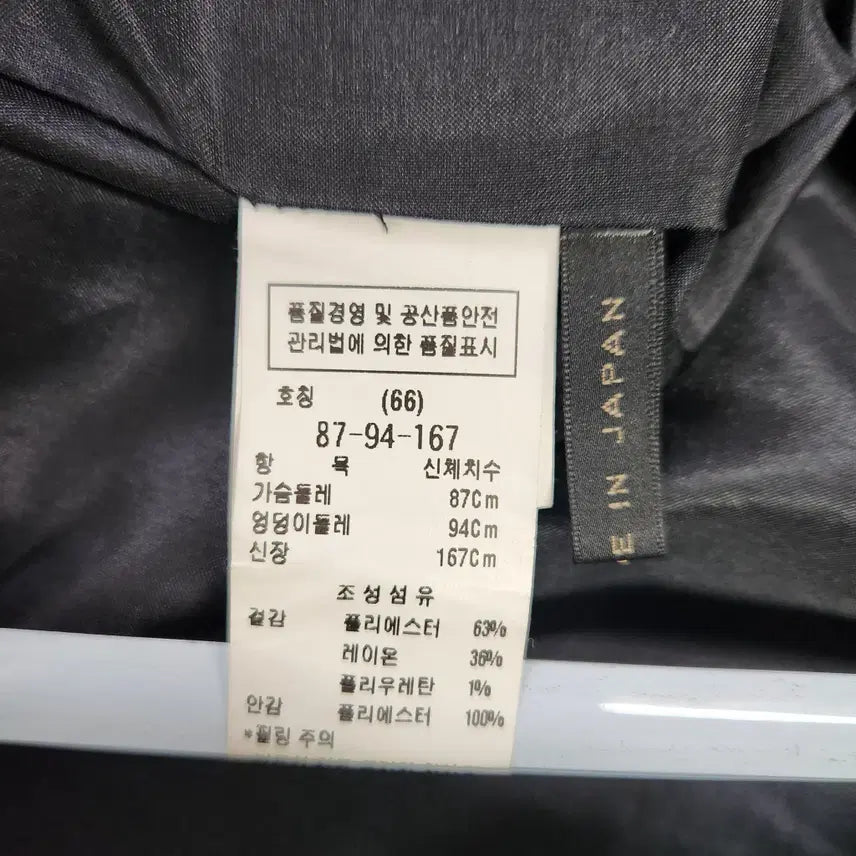 품질경영 및 공산품안전
관리법에 의한 품질표시
호칭 (66)
87-94-167
항 목 신체치수
가슴둘레 87Cm
엉덩이둘레 94Cm
신장 167Cm
조성섬유
겉감 폴리에스터 63%
레이온 36%
폴리우레탄 1%
안감 폴리에스터 100%
*필링 주의
IN JAPAN